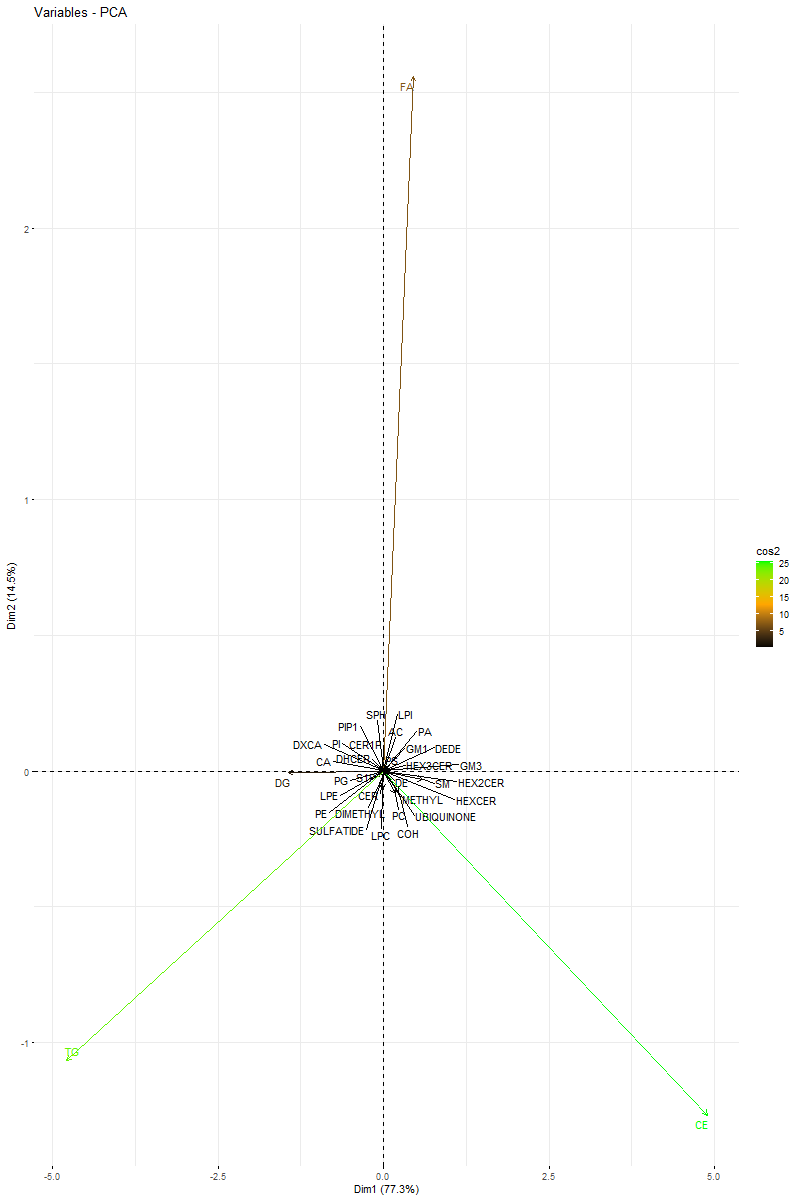 Variables - PCA
FA
2
cos2
25
20
15
10
5
Dim2 (14.5%)
1
SPH
LPI
PIP1
AC
PA
DXCA
PI
CER1P
GM1
DEDE
CA
DHCER
HEX3CER
GM3
0
DG
PG
S1P
DE
SM
HEX2CER
LPE
CER
METHYL
HEXCER
PE
DIMETHYL
PC
UBIQUINONE
SULFATIDE
LPC
COH
-1
TG
CE
-5.0
-2.5
0.0
2.5
5.0
Dim1 (77.3%)